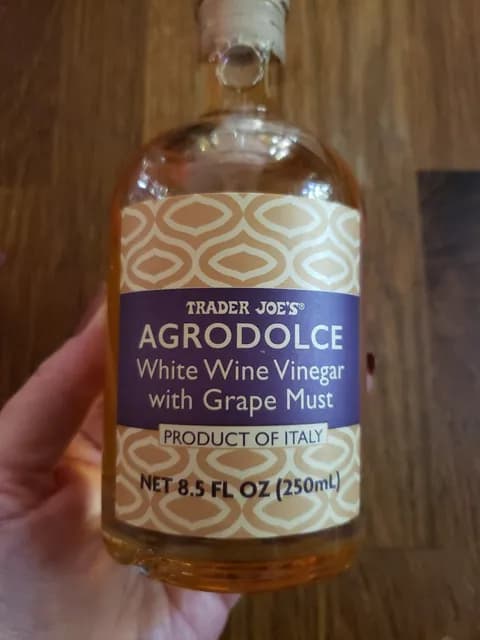 TRADER JOE'S®
AGRODOLCE
White Wine Vinegar
with Grape Must
PRODUCT OF ITALY
NET 8.5 FL OZ (250mL)